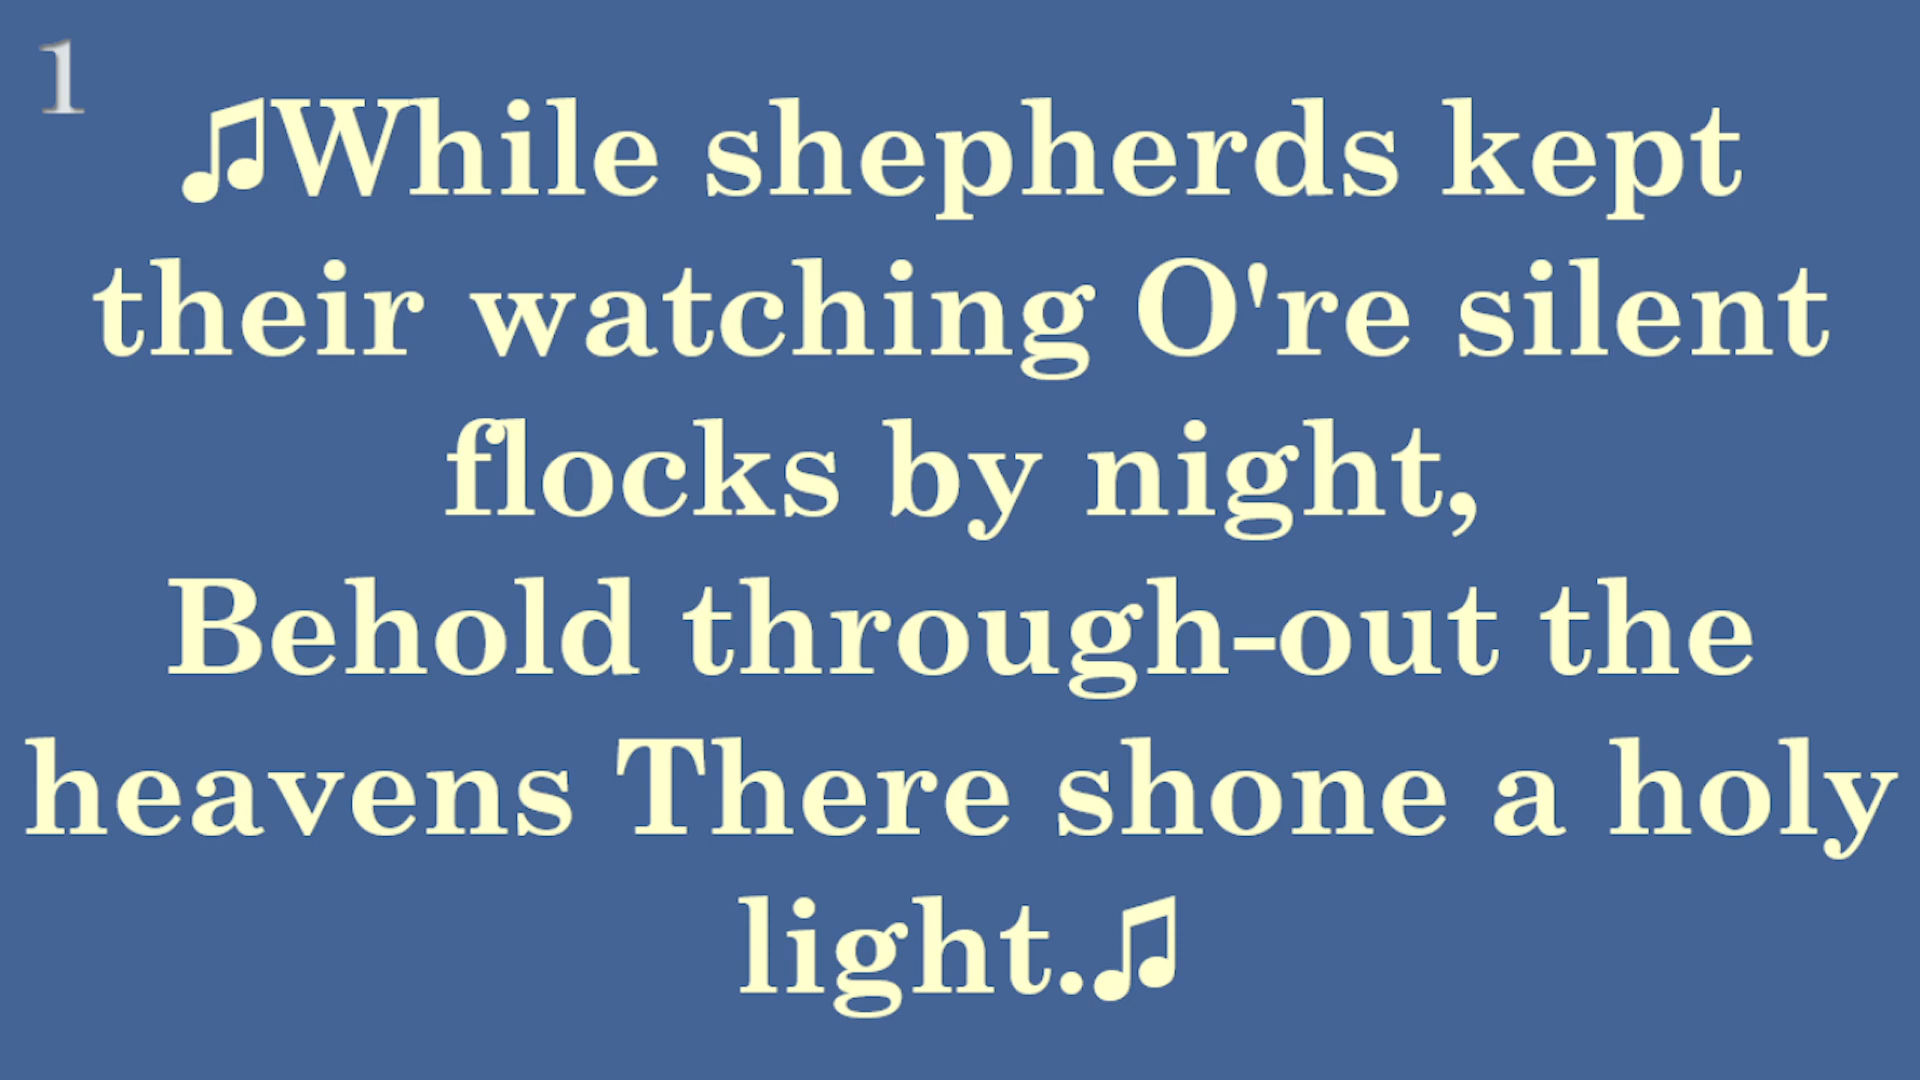 1
♫While shepherds kept
their watching O're silent
flocks by night,
Behold through-out the
heavens There shone a holy
light.♫